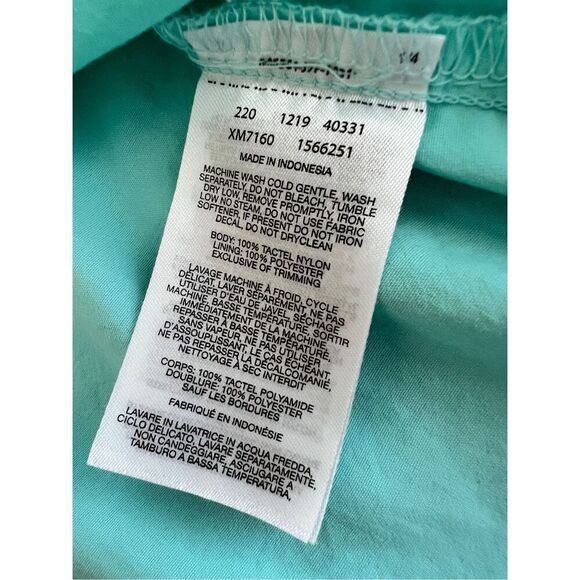 220 1219 40331
XM7160 1566251
MADE IN INDONESIA
MACHINE WASH COLD GENTLE, WASH
SEPARATELY, DO NOT BLEACH, TUMBLE
DRY LOW, REMOVE PROMPTLY, IRON
LOW NO STEAM, DO NOT USE FABRIC
SOFTENER, IF PRESENT DO NOT IRON
DECAL, DO NOT DRYCLEAN
BODY: 100% TACTEL NYLON
LINING: 100% POLYESTER
EXCLUSIVE OF TRIMMING
LAVAGE MACHINE À FROID, CYCLE
DÉLICAT, LAVER SÉPARÉMENT, NE PAS
UTILISER D'EAU DE JAVEL, SÉCHAGE
MACHINE, BASSE TEMPÉRATURE, SORTIR
IMMÉDIATEMENT DE LA MACHINE,
REPASSER À BASSE TEMPÉRATURE,
SANS VAPEUR, NE PAS UTILISER
D'ASSOUPLISSANT, LE CAS ÉCHÉANT,
NE PAS REPASSER LA DÉCALCOMANIE,
NETTOYAGE À SEC INTERDIT
CORPS: 100% TACTEL POLYAMIDE
DOUBLURE: 100% POLYESTER
SAUF LES BORDURES
FABRIQUÉ EN INDONÉSIE
LAVARE IN LAVATRICE IN ACQUA FREDDA,
CICLO DELICATO, LAVARE SEPARATAMENTE,
NON CANDEGGIARE, ASCIUGARE A
TAMBURO A BASSA TEMPERATURA,